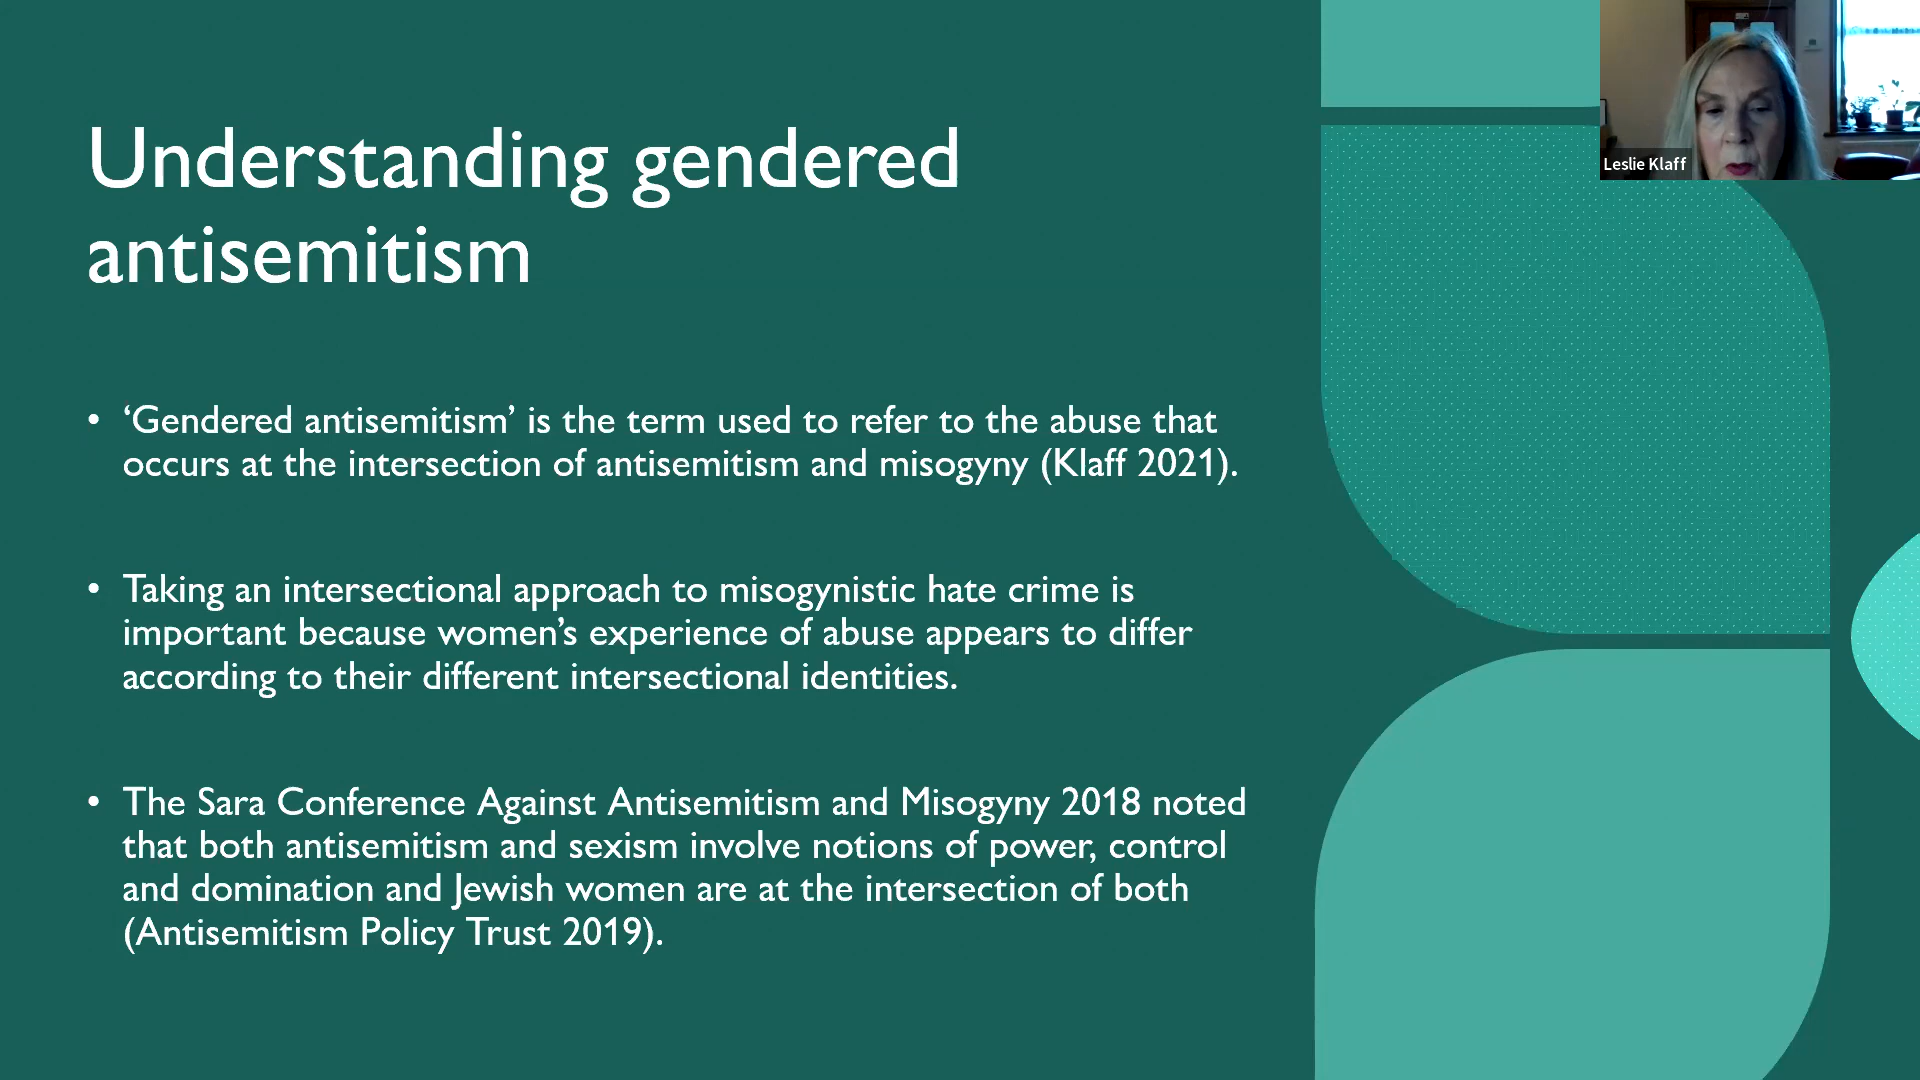 Understanding gendered
antisemitism
• ‘Gendered antisemitism’ is the term used to refer to the abuse that
occurs at the intersection of antisemitism and misogyny (Klaff 2021).
• Taking an intersectional approach to misogynistic hate crime is
important because women’s experience of abuse appears to differ
according to their different intersectional identities.
• The Sara Conference Against Antisemitism and Misogyny 2018 noted
that both antisemitism and sexism involve notions of power, control
and domination and Jewish women are at the intersection of both
(Antisemitism Policy Trust 2019).
Leslie Klaff